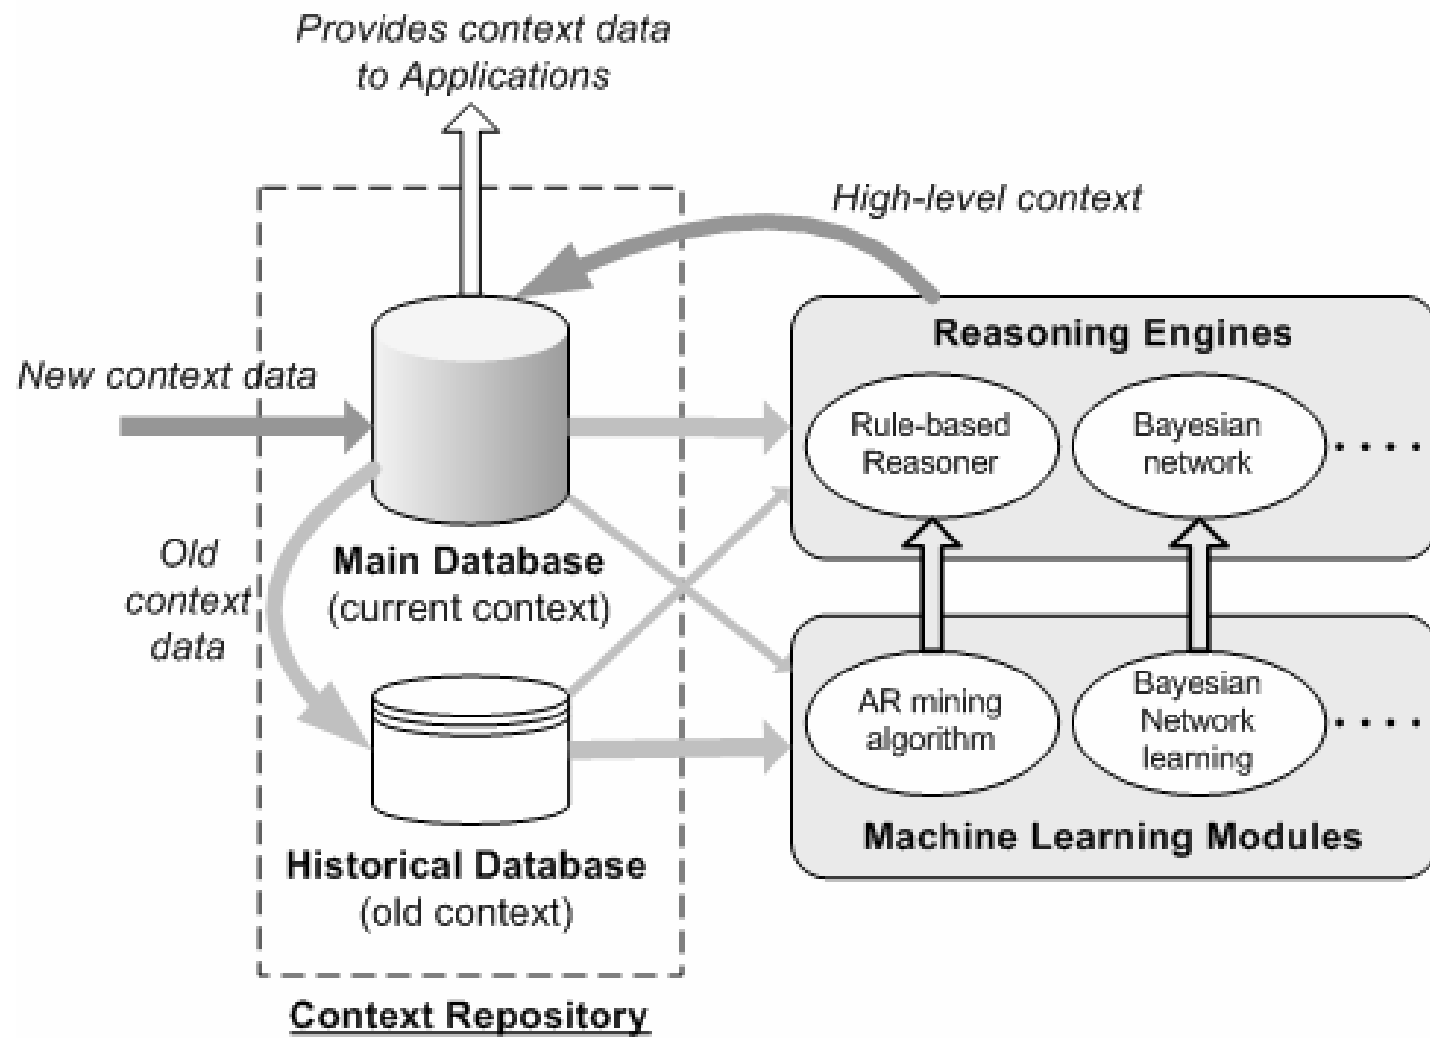 Provides context data
to Applications
High-level context
New context data
Reasoning Engines
Rule-based
Reasoner
Bayesian
network
. . . .
Old
context
data
Main Database
(current context)
AR mining
algorithm
Bayesian
Network
learning
. . . .
Machine Learning Modules
Historical Database
(old context)
Context Repository